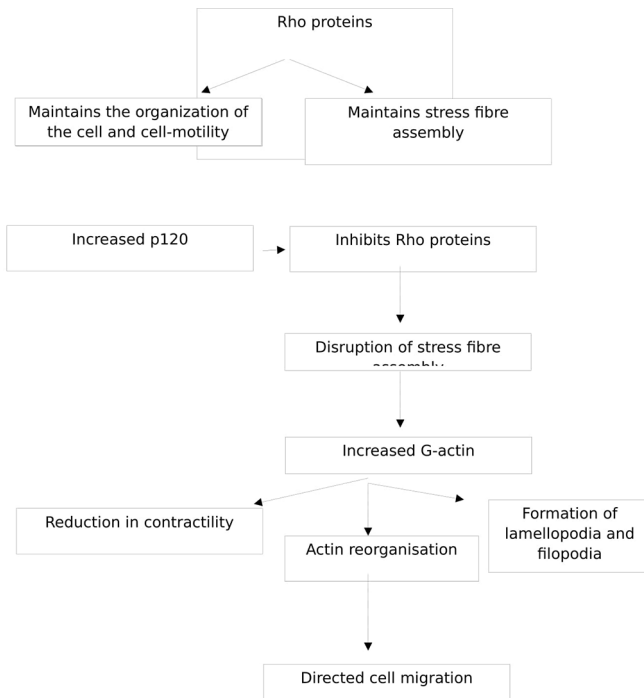 Rho proteins
Maintains the organization of
the cell and cell-motility
Maintains stress fibre
assembly
Increased p120
Inhibits Rho proteins
Disruption of stress fibre
assembly
Increased G-actin
Reduction in contractility
Actin reorganisation
Formation of
lamellopodia and
filopodia
Directed cell migration